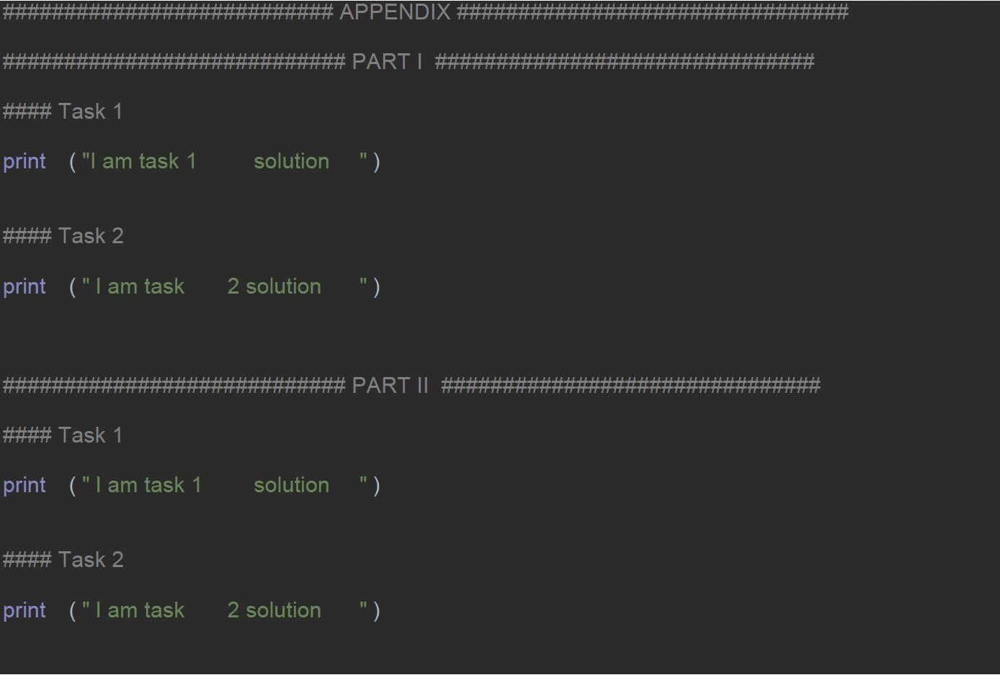 ########################### APPENDIX ################################
############################ PART I ###############################
#### Task 1
print ( "I am task 1 solution " )
#### Task 2
print ( " I am task 2 solution " )
############################ PART II ###############################
#### Task 1
print ( " I am task 1 solution " )
#### Task 2
print ( " I am task 2 solution " )